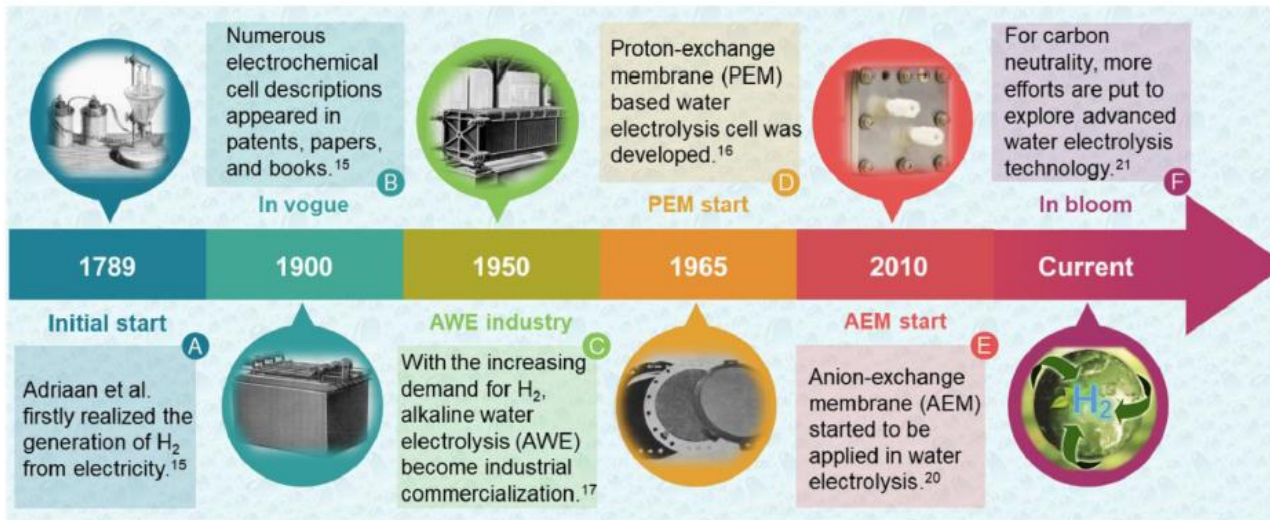 Numerous
electrochemical
cell descriptions
appeared in
patents, papers,
and books.¹⁵
B
In vogue
Proton-exchange
membrane (PEM)
based water
electrolysis cell was
developed.¹⁶
D
PEM start
For carbon
neutrality, more
efforts are put to
explore advanced
water electrolysis
technology.²¹
F
In bloom
1789
1900
1950
1965
2010
Current
Initial start
A
Adriaan et al.
firstly realized the
generation of H₂
from electricity.¹⁵
AWE industry
C
With the increasing
demand for H₂,
alkaline water
electrolysis (AWE)
become industrial
commercialization.¹⁷
AEM start
E
Anion-exchange
membrane (AEM)
started to be
applied in water
electrolysis.²⁰
H₂